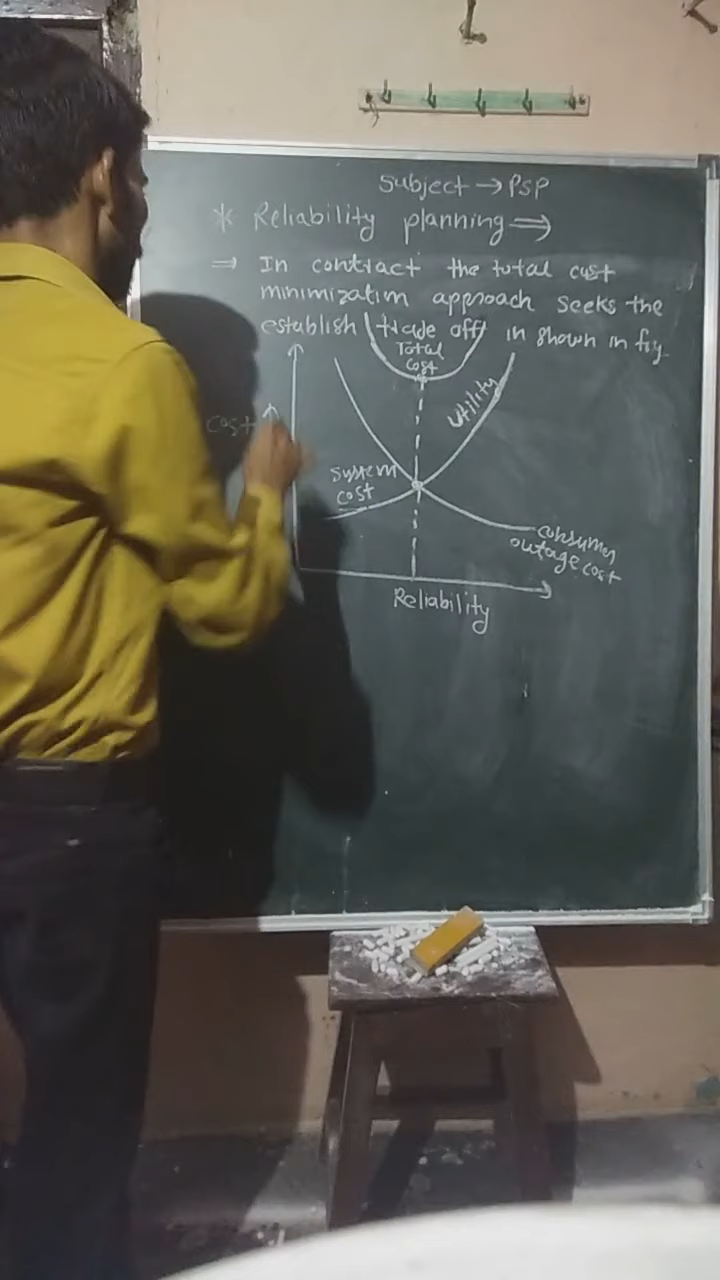 Subject → PSP
* Reliability planning ⇒
→ In contract the total cost
minimization approach seeks the
establish trade off in shown in fig
Total
cost
Utility
Cost
system
cost
consumer
outage cost
Reliability